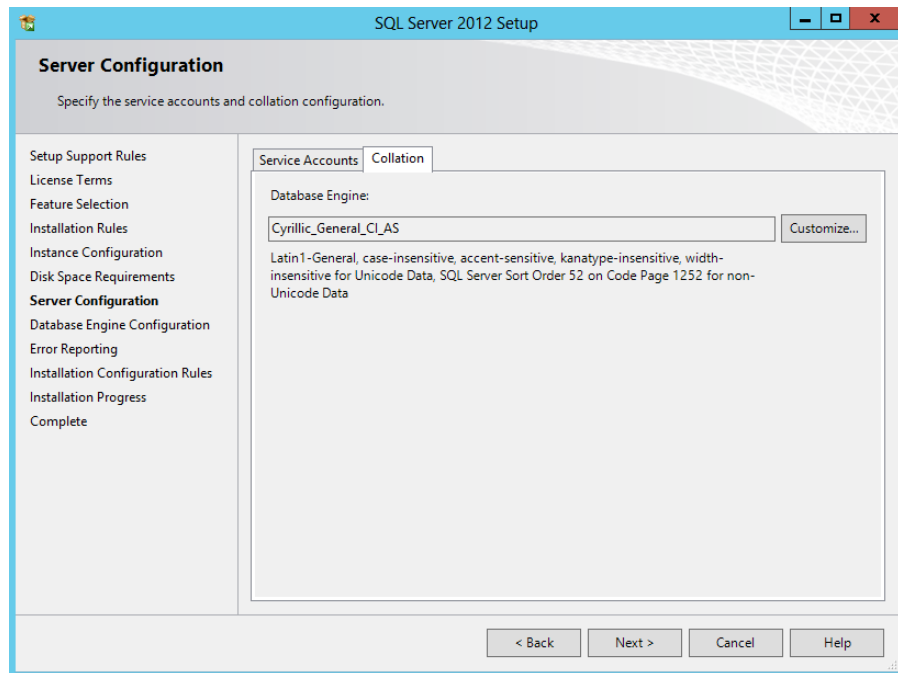 SQL Server 2012 Setup
Server Configuration
Specify the service accounts and collation configuration.
Setup Support Rules
License Terms
Feature Selection
Installation Rules
Instance Configuration
Disk Space Requirements
Server Configuration
Database Engine Configuration
Error Reporting
Installation Configuration Rules
Installation Progress
Complete
Service Accounts
Collation
Database Engine:
Cyrillic_General_CI_AS
Customize...
Latin1-General, case-insensitive, accent-sensitive, kanatype-insensitive, width-
insensitive for Unicode Data, SQL Server Sort Order 52 on Code Page 1252 for non-
Unicode Data
< Back
Next >
Cancel
Help